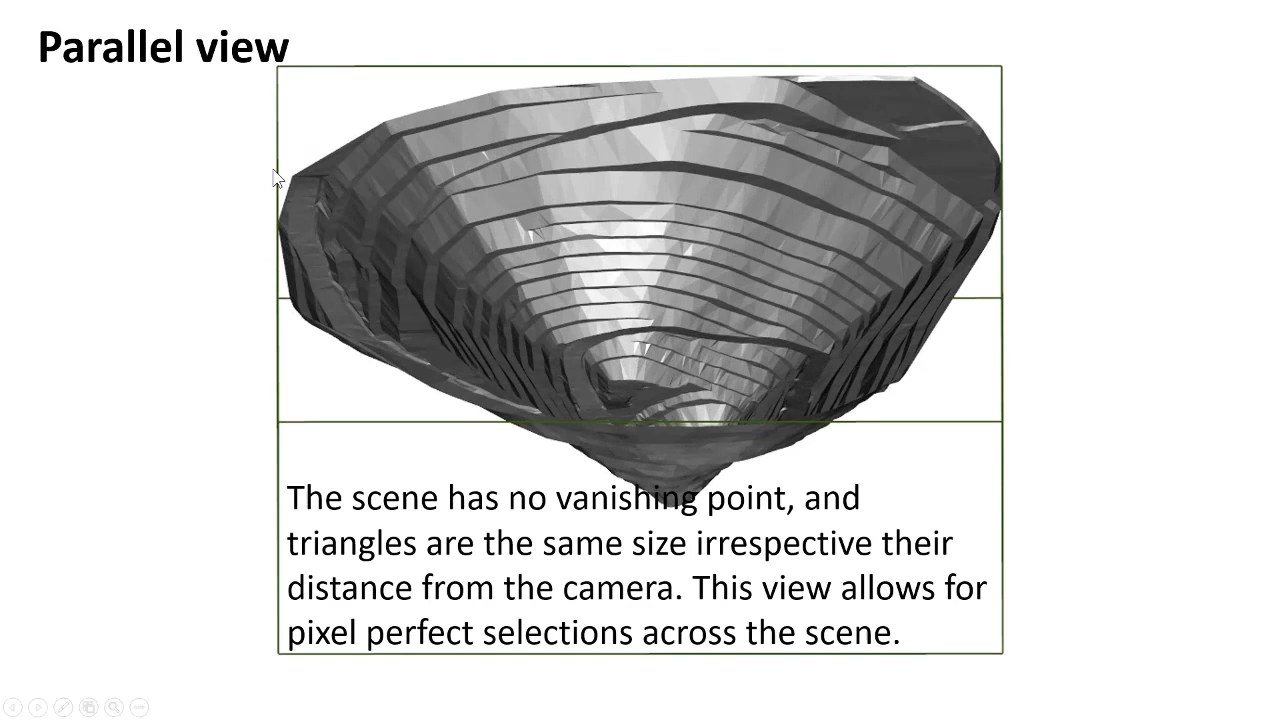 Parallel view
The scene has no vanishing point, and
triangles are the same size irrespective their
distance from the camera. This view allows for
pixel perfect selections across the scene.